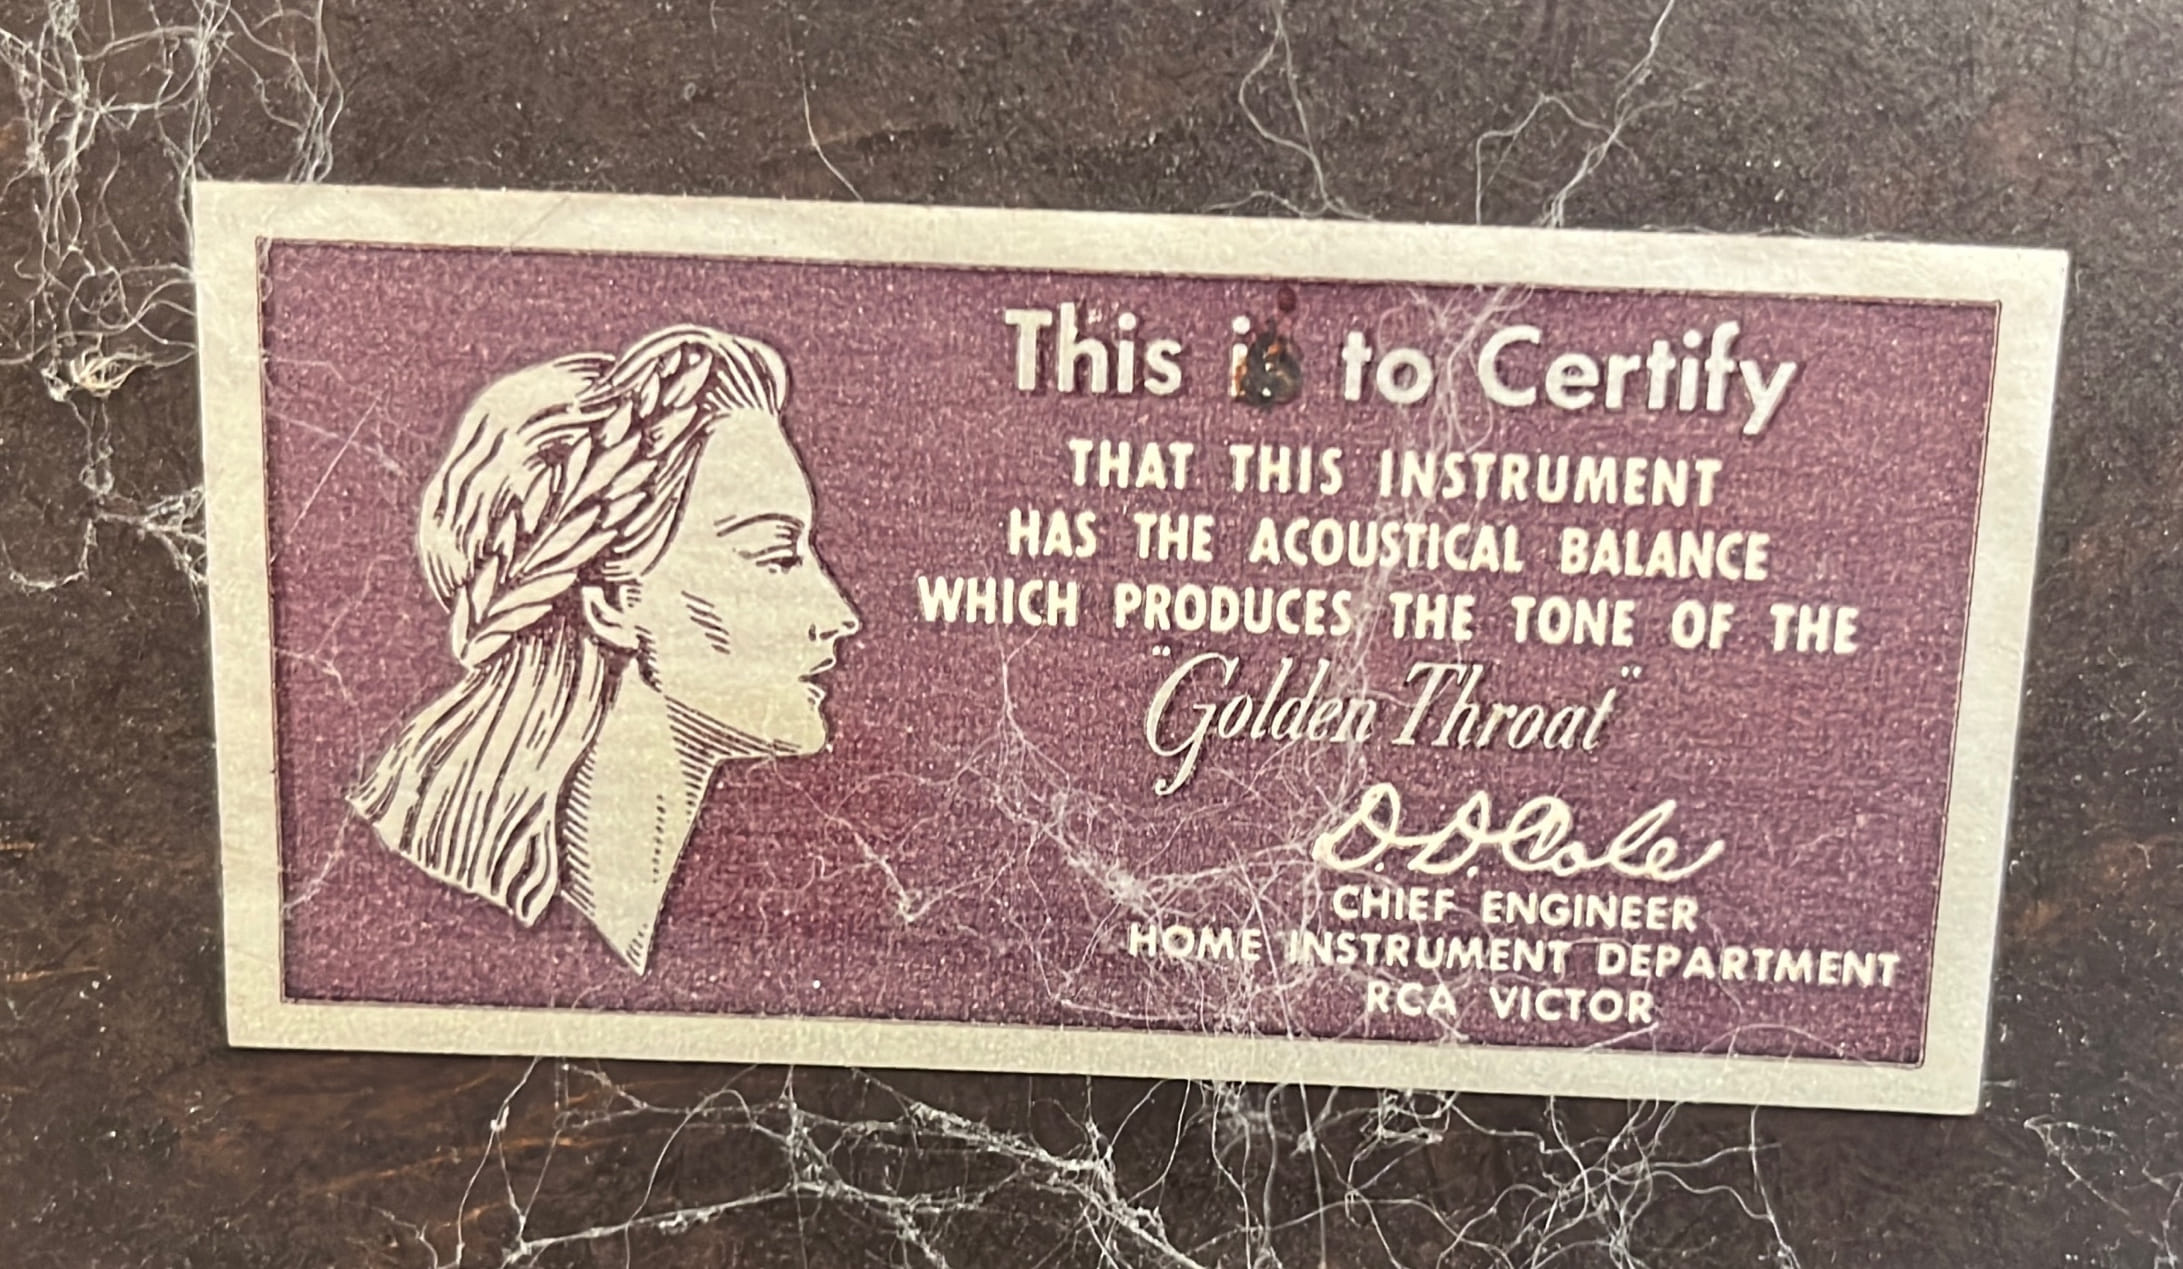 This is to Certify
THAT THIS INSTRUMENT
HAS THE ACOUSTICAL BALANCE
WHICH PRODUCES THE TONE OF THE
"Golden Throat"
D. D. Cole
CHIEF ENGINEER
HOME INSTRUMENT DEPARTMENT
RCA VICTOR